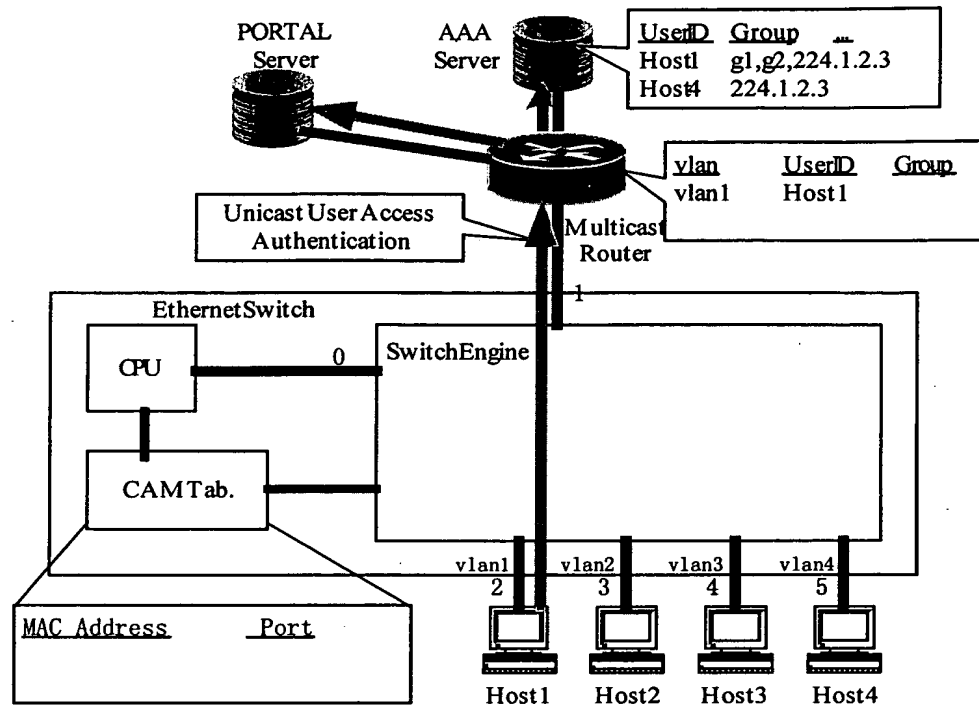 PORTAL
Server
AAA
Server
UserID Group ...
Host1 g1,g2,224.1.2.3
Host4 224.1.2.3
vlan UserID Group
vlan1 Host1
Unicast User Access
Authentication
Multicast
Router
1
EthernetSwitch
CPU
0
SwitchEngine
CAMTab.
vlan1
2
vlan2
3
vlan3
4
vlan4
5
MAC Address Port
Host1
Host2
Host3
Host4